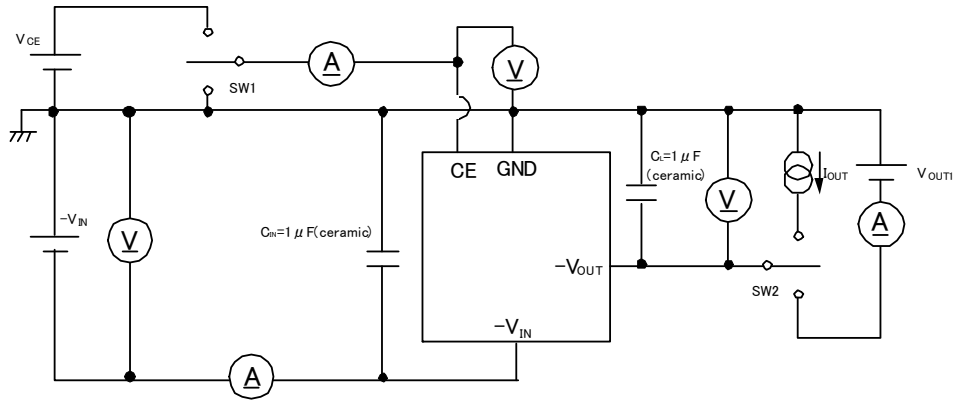 VCE
A
V
SW1
CE
GND
CL=1μF
(ceramic)
IOUT
VOUT1
V
A
-VIN
V
CIN=1μF(ceramic)
-VOUT
SW2
-VIN
A